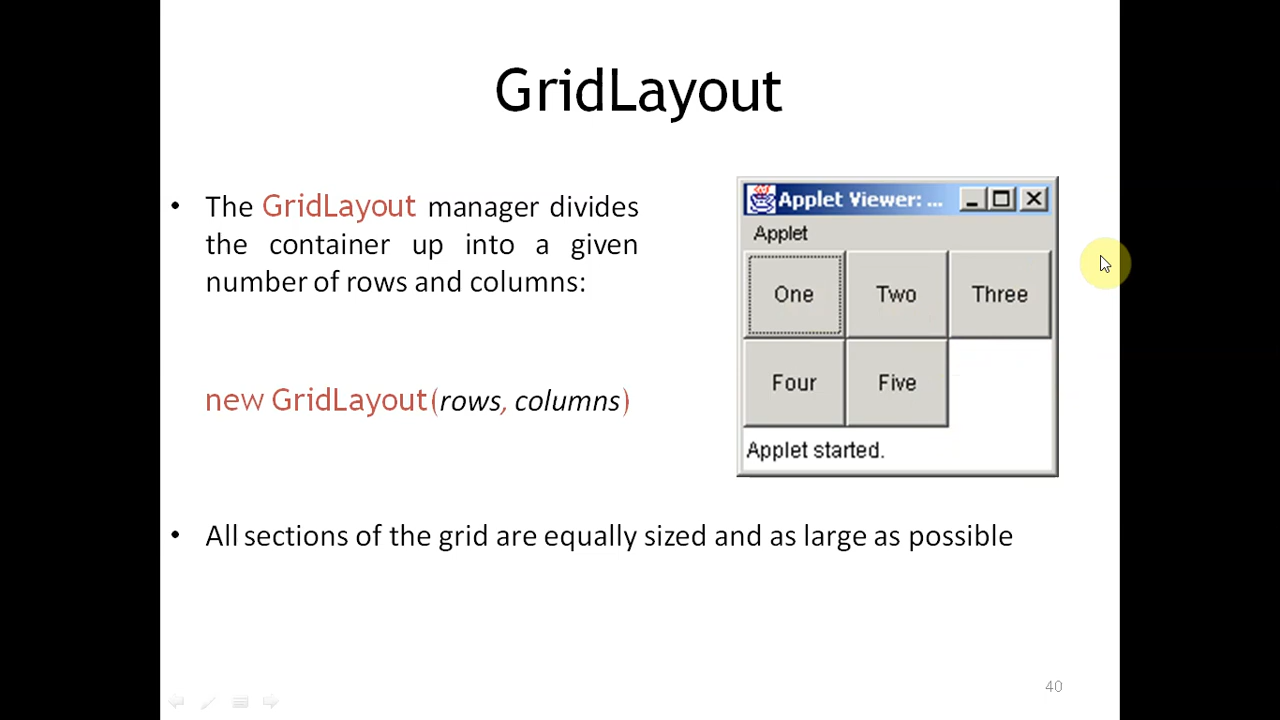 GridLayout
• The GridLayout manager divides
the container up into a given
number of rows and columns:
new GridLayout(rows, columns)
Applet Viewer: ...
Applet
One Two Three
Four Five
Applet started.
• All sections of the grid are equally sized and as large as possible
40